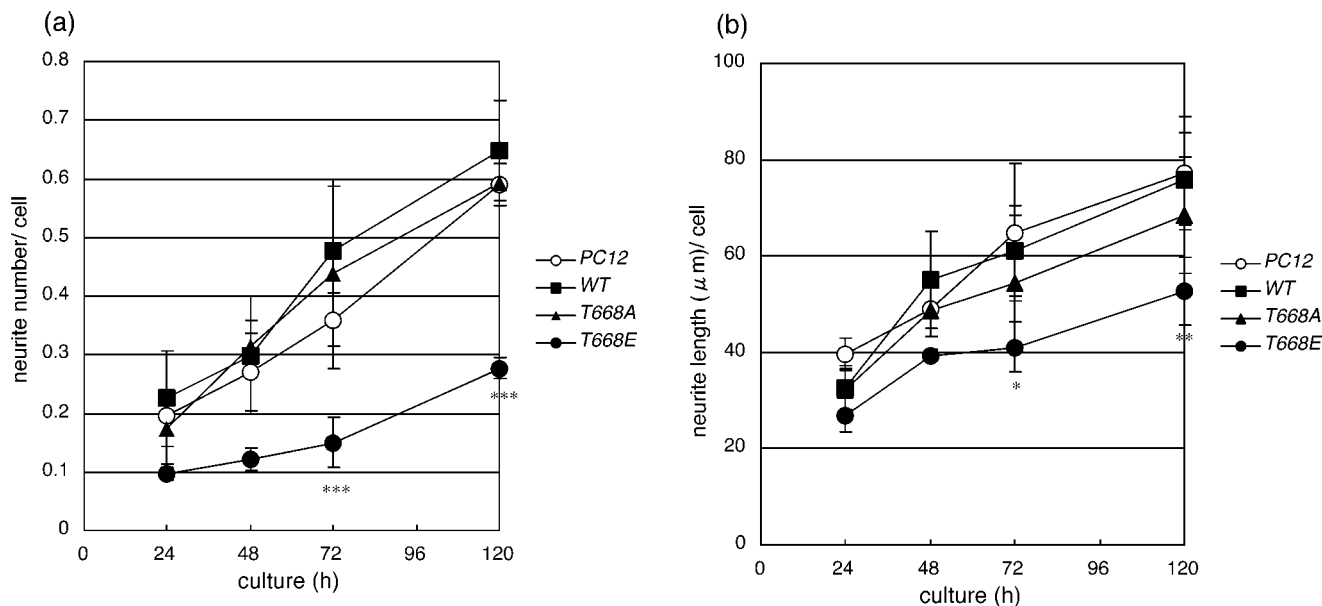 (a)
0.8
0.7
0.6
0.5
0.4
0.3
0.2
0.1
0
neurite number/ cell
***
***
0 24 48 72 96 120
culture (h)
PC12
WT
T668A
T668E
(b)
100
80
60
40
20
0
neurite length (μm)/ cell
*
**
0 24 48 72 96 120
culture (h)
PC12
WT
T668A
T668E